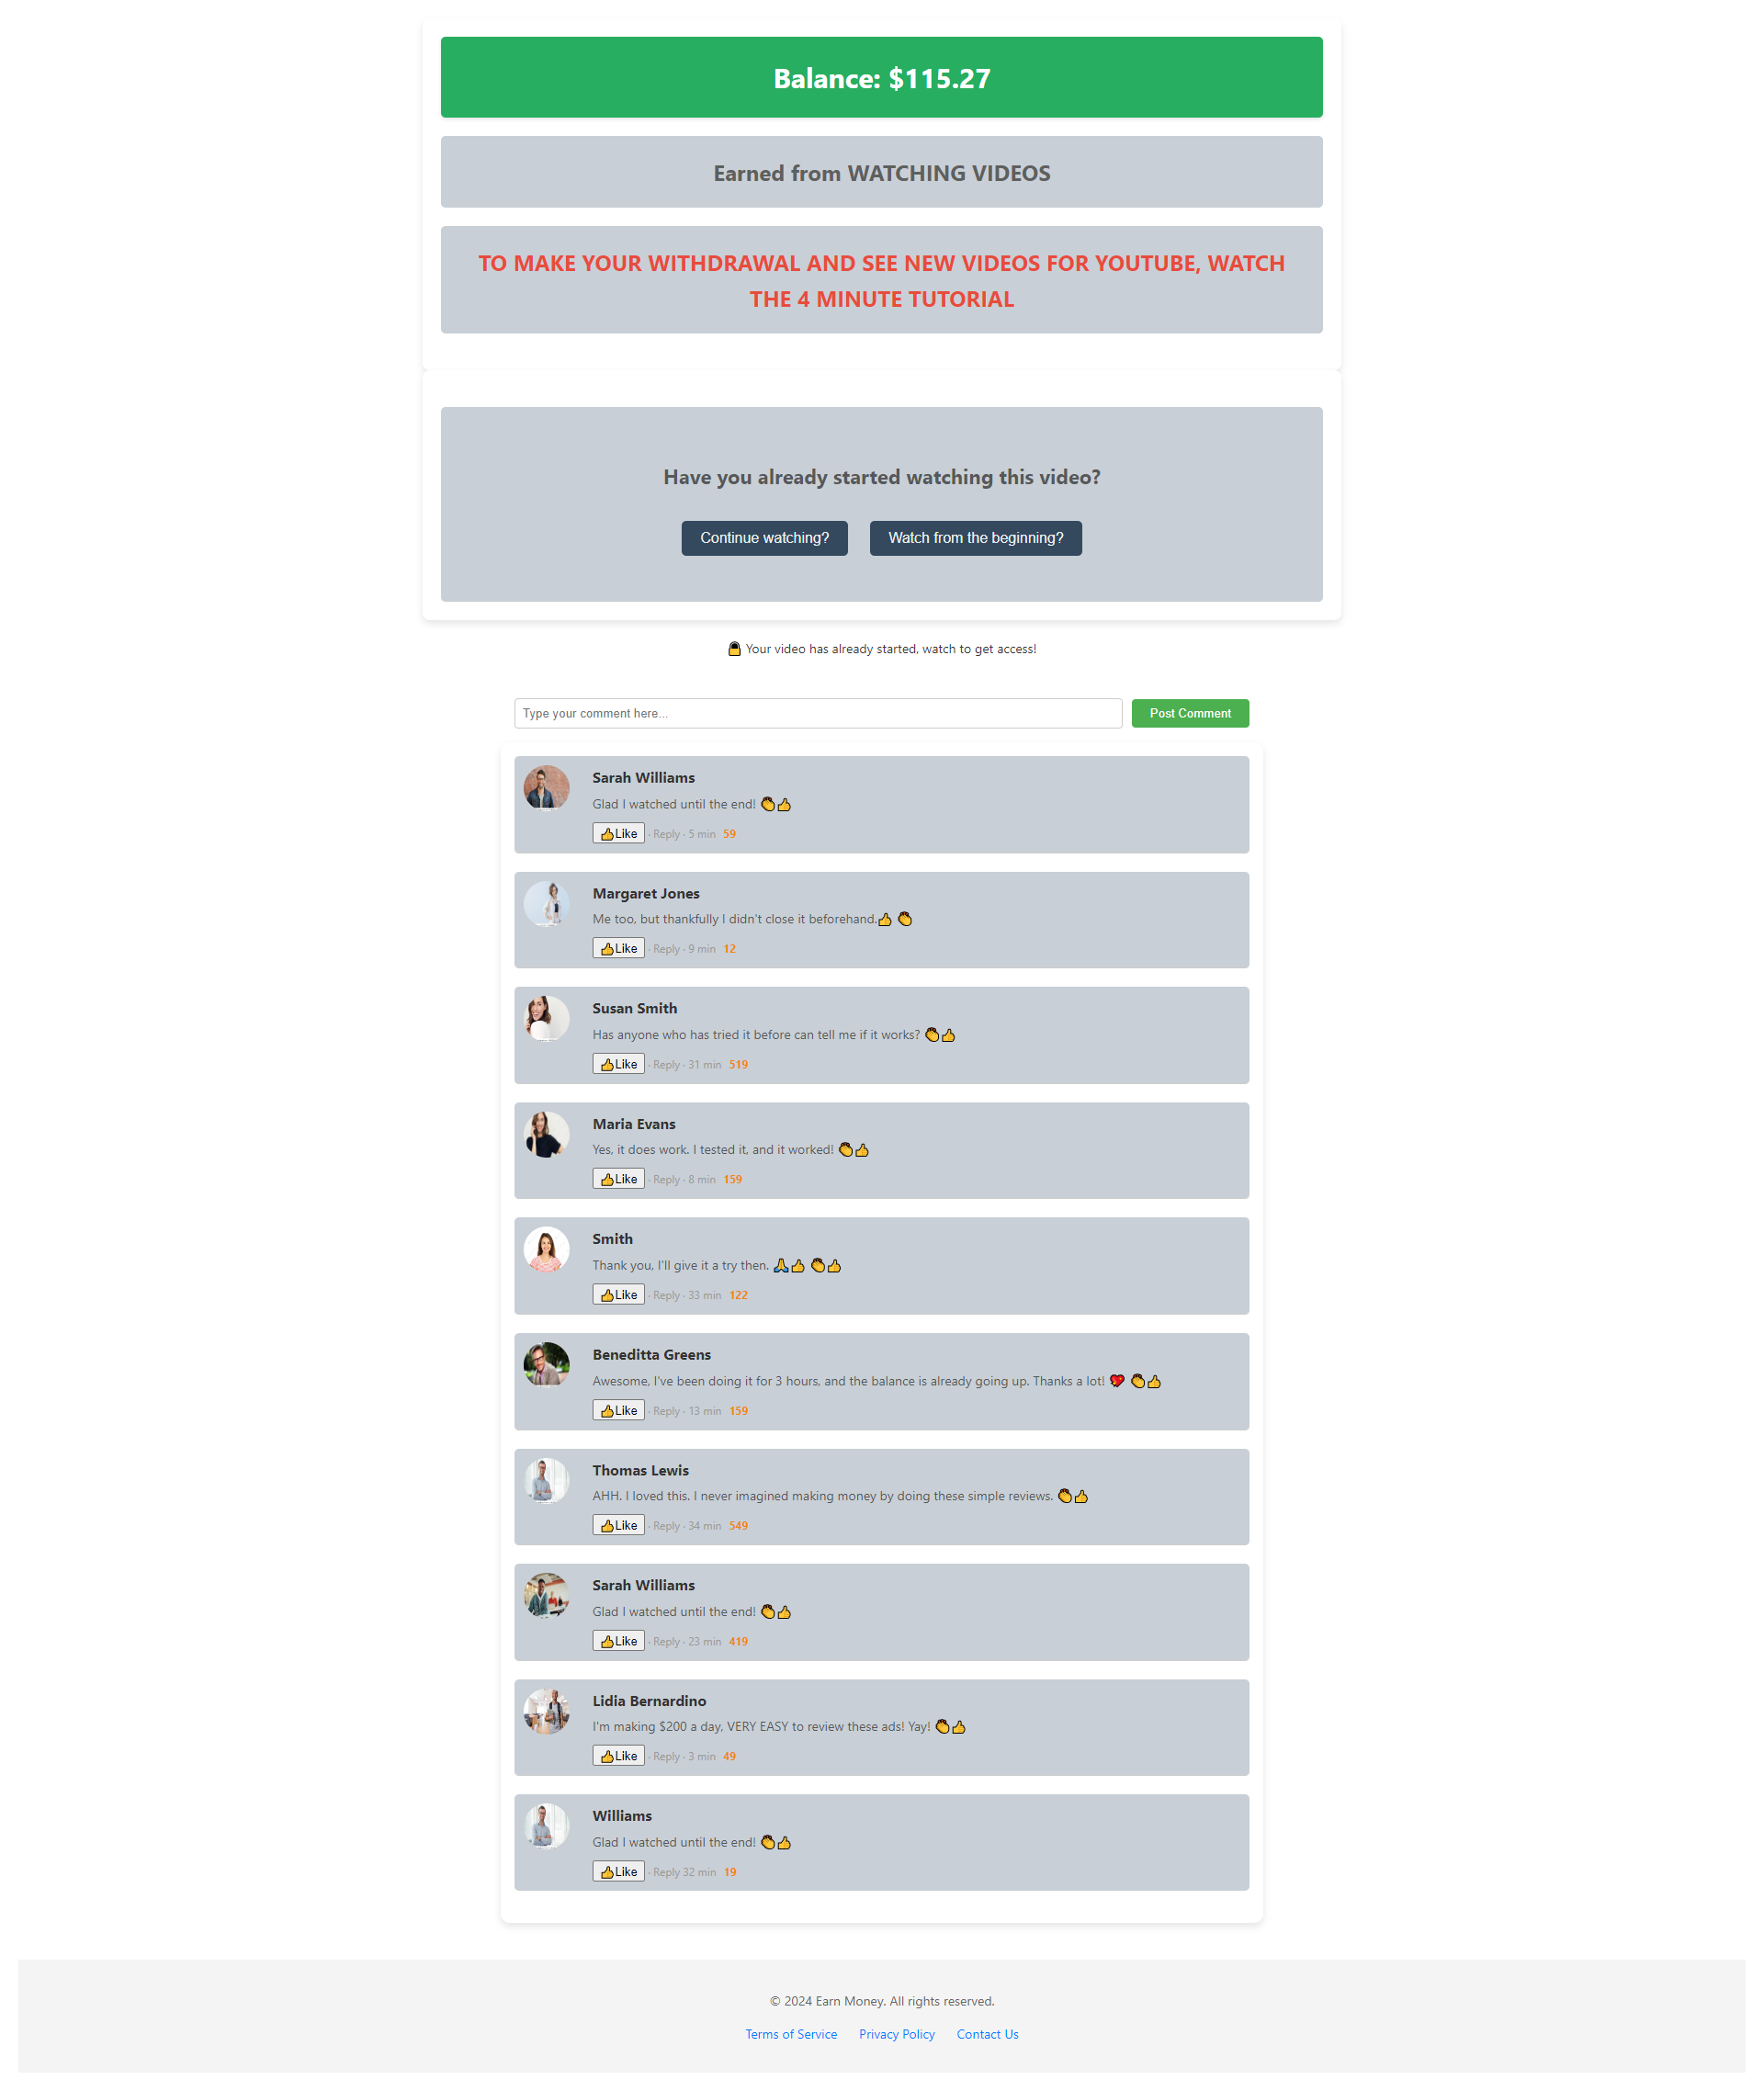 Balance: $115.27
Earned from WATCHING VIDEOS
TO MAKE YOUR WITHDRAWAL AND SEE NEW VIDEOS FOR YOUTUBE, WATCH
THE 4 MINUTE TUTORIAL
Have you already started watching this video?
Continue watching? Watch from the beginning?
🔒 Your video has already started, watch to get access!
Type your comment here... Post Comment
Sarah Williams
Glad I watched until the end! 👏👍
👍Like · Reply · 5 min 59
Margaret Jones
Me too, but thankfully I didn't close it beforehand.👍 👏
👍Like · Reply · 9 min 12
Susan Smith
Has anyone who has tried it before can tell me if it works? 👏👍
👍Like · Reply · 31 min 519
Maria Evans
Yes, it does work. I tested it, and it worked! 👏👍
👍Like · Reply · 8 min 159
Smith
Thank you, I'll give it a try then. 🙏👍 👏👍
👍Like · Reply · 33 min 122
Beneditta Greens
Awesome, I've been doing it for 3 hours, and the balance is already going up. Thanks a lot! 💖 👏👍
👍Like · Reply · 13 min 159
Thomas Lewis
AHH. I loved this. I never imagined making money by doing these simple reviews. 👏👍
👍Like · Reply · 34 min 549
Sarah Williams
Glad I watched until the end! 👏👍
👍Like · Reply · 23 min 419
Lidia Bernardino
I'm making $200 a day, VERY EASY to review these ads! Yay! 👏👍
👍Like · Reply · 3 min 49
Williams
Glad I watched until the end! 👏👍
👍Like · Reply 32 min 19
© 2024 Earn Money. All rights reserved.
Terms of Service Privacy Policy Contact Us